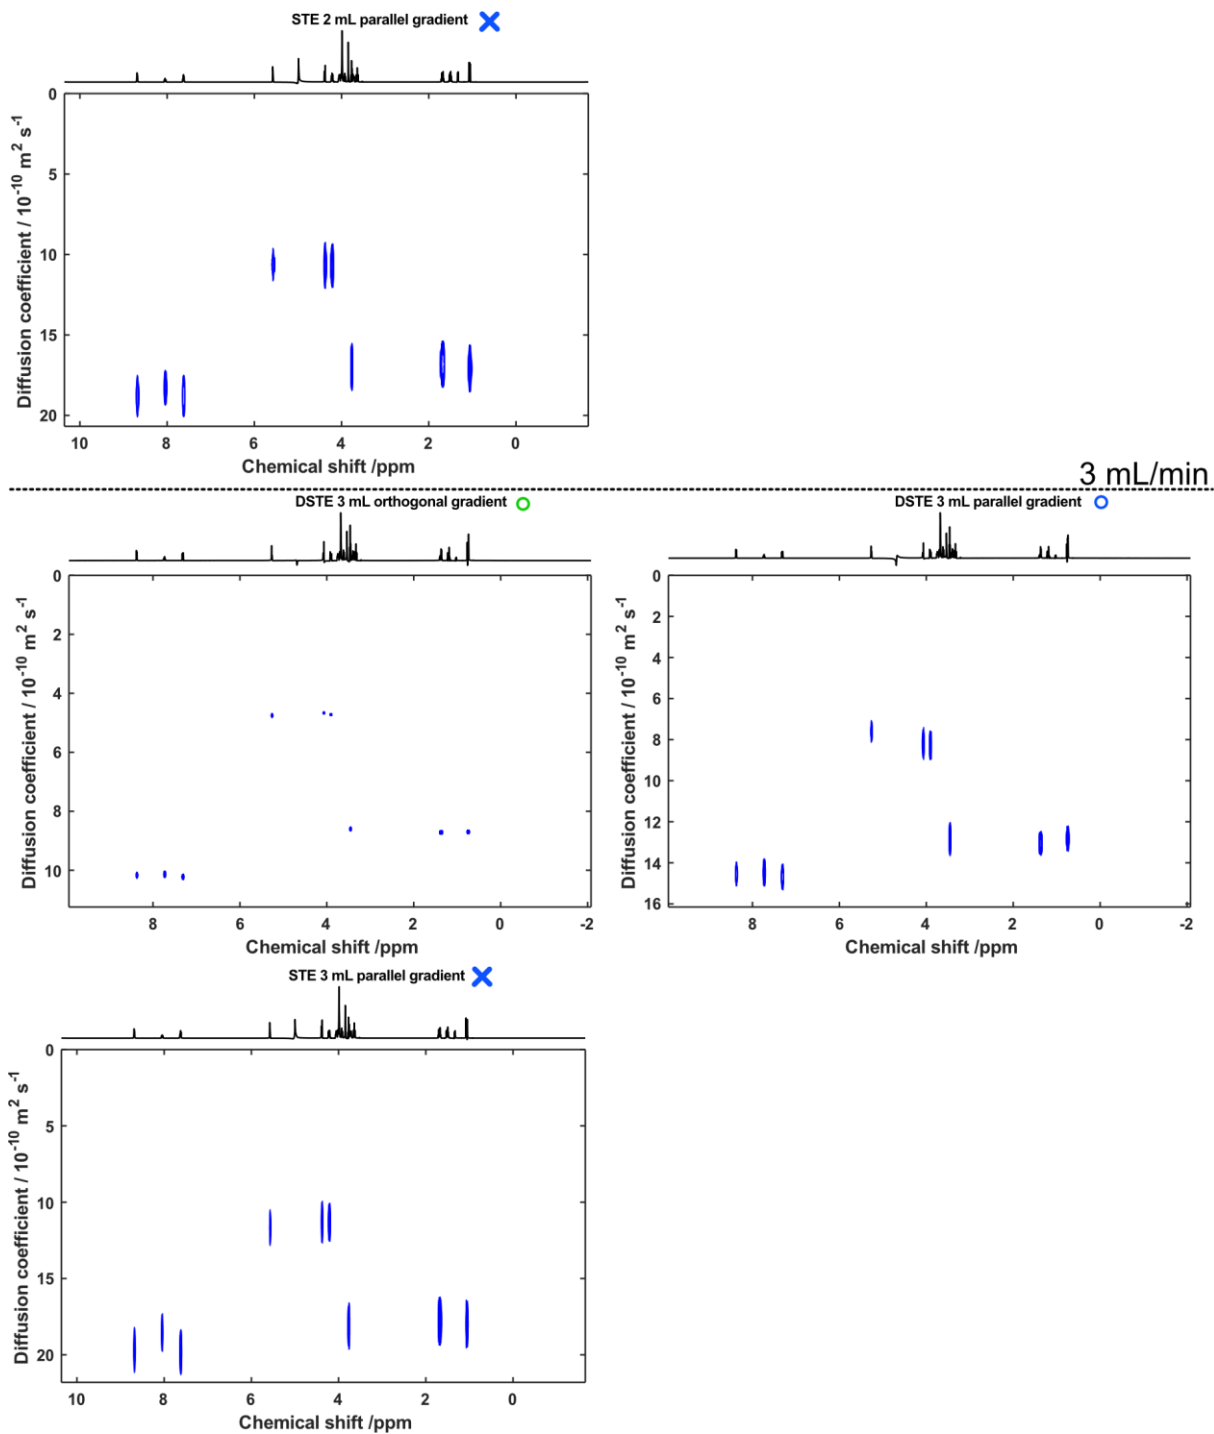 STE 2 mL parallel gradient
0
5
10
15
20
Diffusion coefficient / 10⁻¹⁰ m² s⁻¹
10 8 6 4 2 0
Chemical shift /ppm
3 mL/min
DSTE 3 mL orthogonal gradient
0
2
4
6
8
10
Diffusion coefficient / 10⁻¹⁰ m² s⁻¹
8 6 4 2 0 -2
Chemical shift /ppm
DSTE 3 mL parallel gradient
0
2
4
6
8
10
12
14
16
Diffusion coefficient / 10⁻¹⁰ m² s⁻¹
8 6 4 2 0 -2
Chemical shift /ppm
STE 3 mL parallel gradient
0
5
10
15
20
Diffusion coefficient / 10⁻¹⁰ m² s⁻¹
10 8 6 4 2 0
Chemical shift /ppm